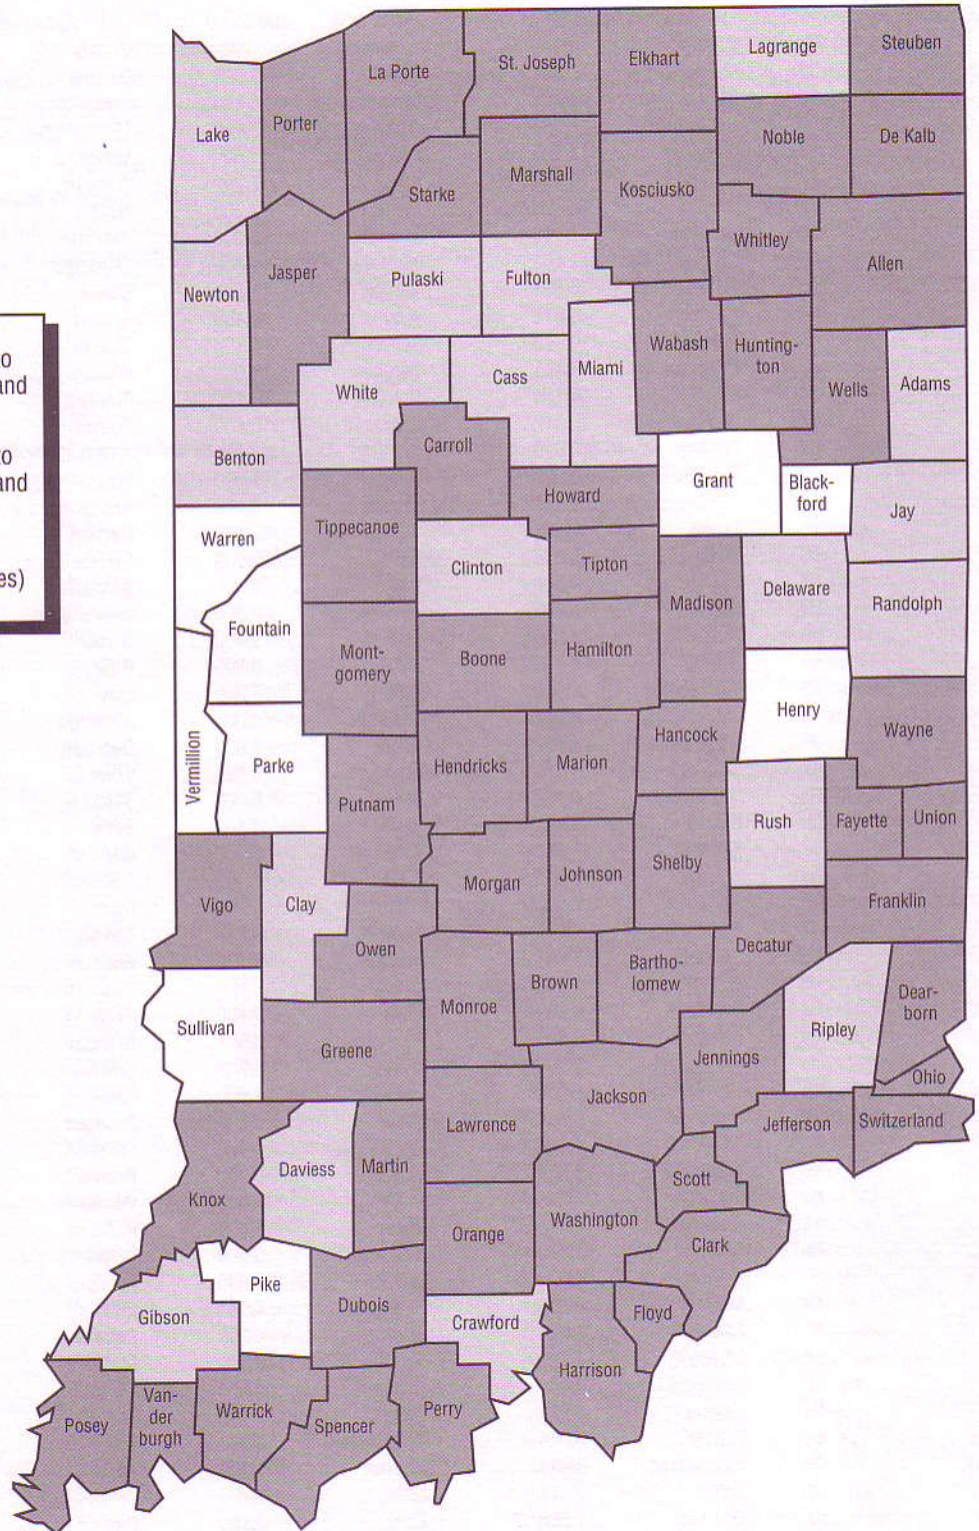 Lagrange
Steuben
La Porte
St. Joseph
Elkhart
Lake
Porter
Noble
De Kalb
Starke
Marshall
Kosciusko
Whitley
Allen
Newton
Jasper
Pulaski
Fulton
Wabash
Hunting-
ton
o
and
White
Cass
Miami
Wells
Adams
to
and
Benton
Carroll
Howard
Grant
Black-
ford
Jay
Warren
Tippecanoe
Clinton
Tipton
es)
Madison
Delaware
Randolph
Fountain
Mont-
gomery
Boone
Hamilton
Henry
Wayne
Vermillion
Parke
Hendricks
Marion
Hancock
Putnam
Rush
Fayette
Union
Vigo
Clay
Morgan
Johnson
Shelby
Franklin
Owen
Decatur
Sullivan
Monroe
Brown
Bartho-
lomew
Dear-
born
Greene
Jennings
Ripley
Ohio
Jackson
Lawrence
Jefferson
Switzerland
Knox
Daviess
Martin
Scott
Orange
Washington
Clark
Pike
Gibson
Dubois
Crawford
Floyd
Harrison
Posey
Van-
der
burgh
Warrick
Spencer
Perry